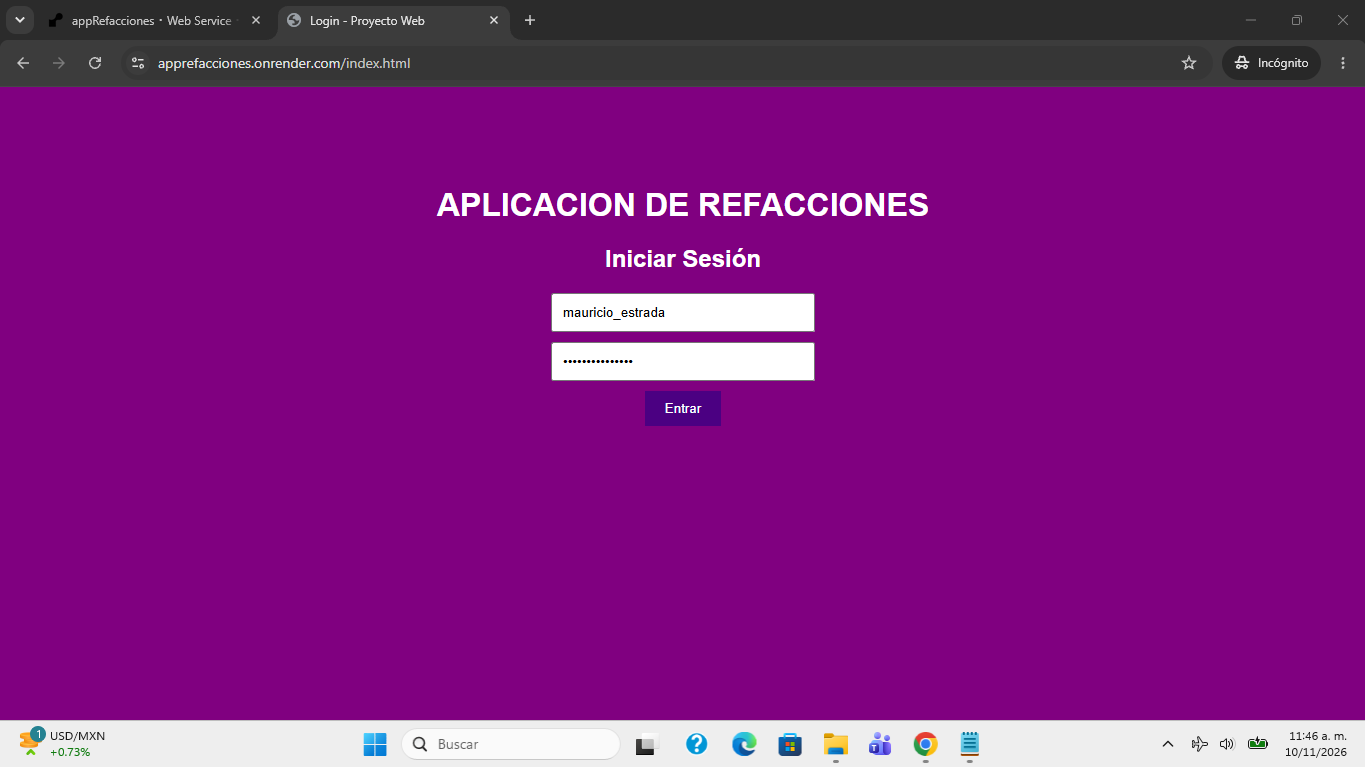 appRefacciones · Web Service
Login - Proyecto Web
apprefacciones.onrender.com/index.html
Incógnito
APLICACION DE REFACCIONES
Iniciar Sesión
mauricio_estrada
•••••••••••••••
Entrar
1
USD/MXN
+0.73%
Buscar
11:46 a. m.
10/11/2026